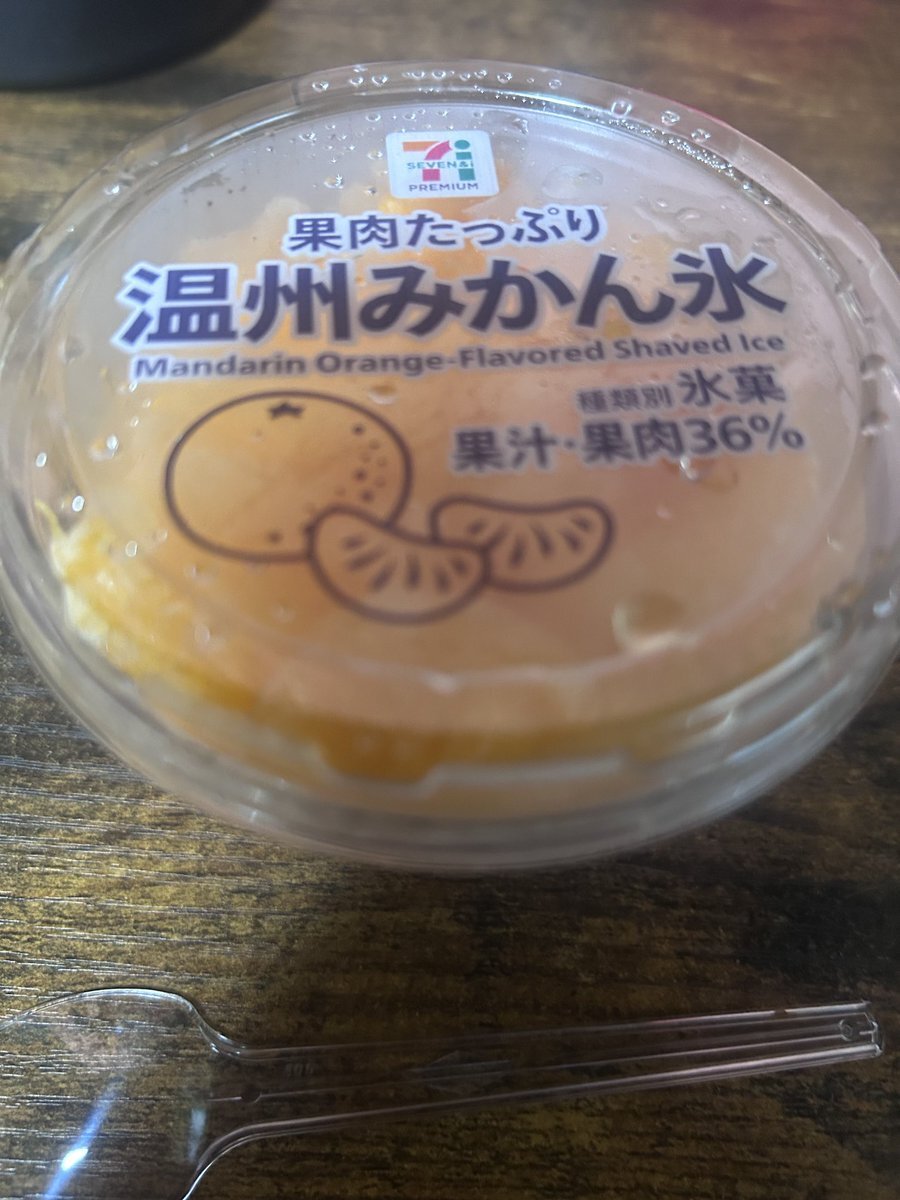 SEVEN&i
PREMIUM
果肉たっぷり
温州みかん氷
Mandarin Orange-Flavored Shaved Ice
種類別 氷菓
果汁・果肉36%